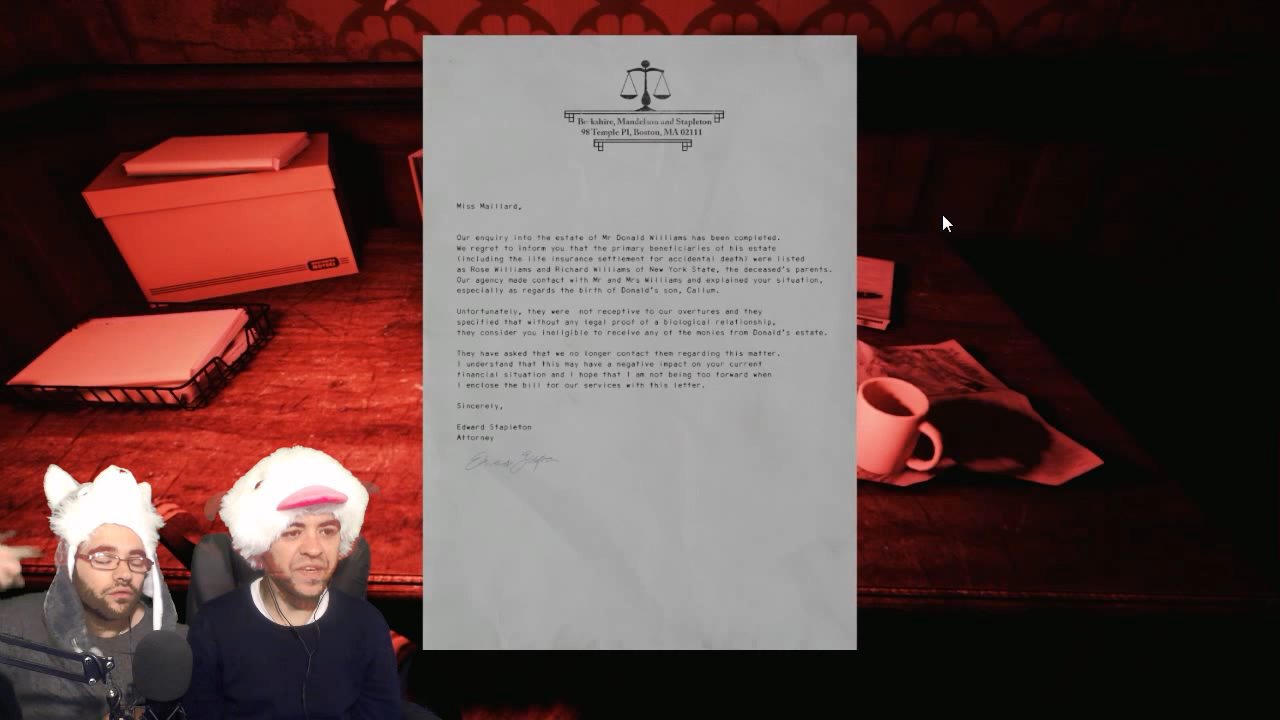 Berkshire, Mandelson and Stapleton
98 Temple Pl, Boston, MA 02111
Miss Maillard,
Our enquiry into the estate of Mr Donald Williams has been completed.
We regret to inform you that the primary beneficiaries of his estate
(including the life insurance settlement for accidental death) were listed
as Rose Williams and Richard Williams of New York State, the deceased's parents.
Our agency made contact with Mr and Mrs Williams and explained your situation,
especially as regards the birth of Donald's son, Callum.
Unfortunately, they were not receptive to our overtures and they
specified that without any legal proof of a biological relationship,
they consider you ineligible to receive any of the monies from Donald's estate.
They have asked that we no longer contact them regarding this matter.
I understand that this may have a negative impact on your current
financial situation and I hope that I am not being too forward when
I enclose the bill for our services with this letter.
Sincerely,
Edward Stapleton
Attorney